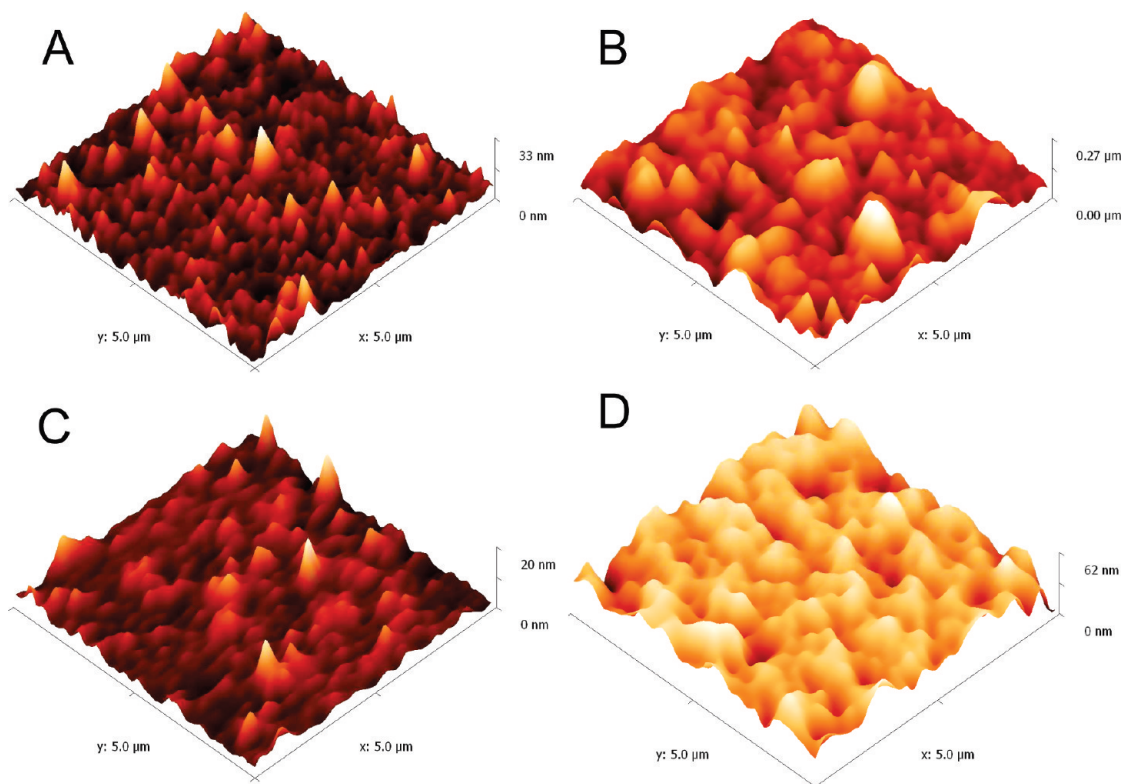 A
33 nm
0 nm
y: 5.0 µm
x: 5.0 µm
B
0.27 µm
0.00 µm
y: 5.0 µm
x: 5.0 µm
C
20 nm
0 nm
y: 5.0 µm
x: 5.0 µm
D
62 nm
0 nm
y: 5.0 µm
x: 5.0 µm